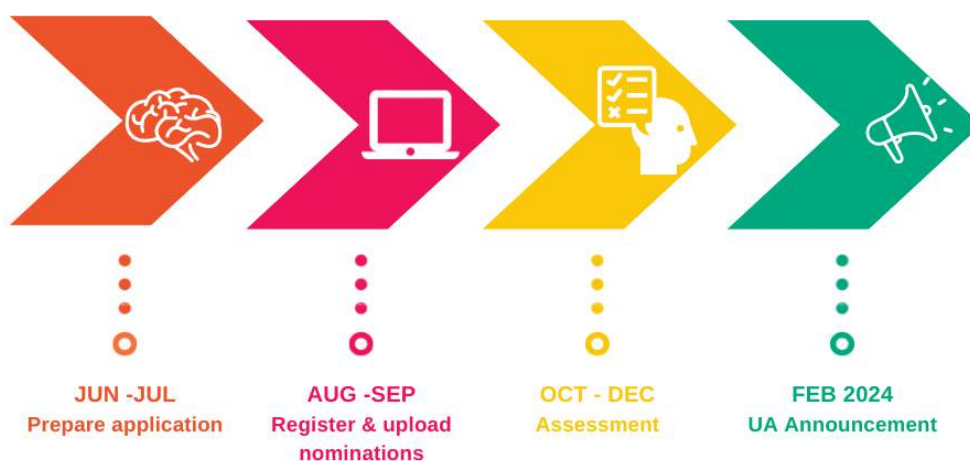 JUN -JUL
Prepare application
AUG -SEP
Register & upload
nominations
OCT - DEC
Assessment
FEB 2024
UA Announcement